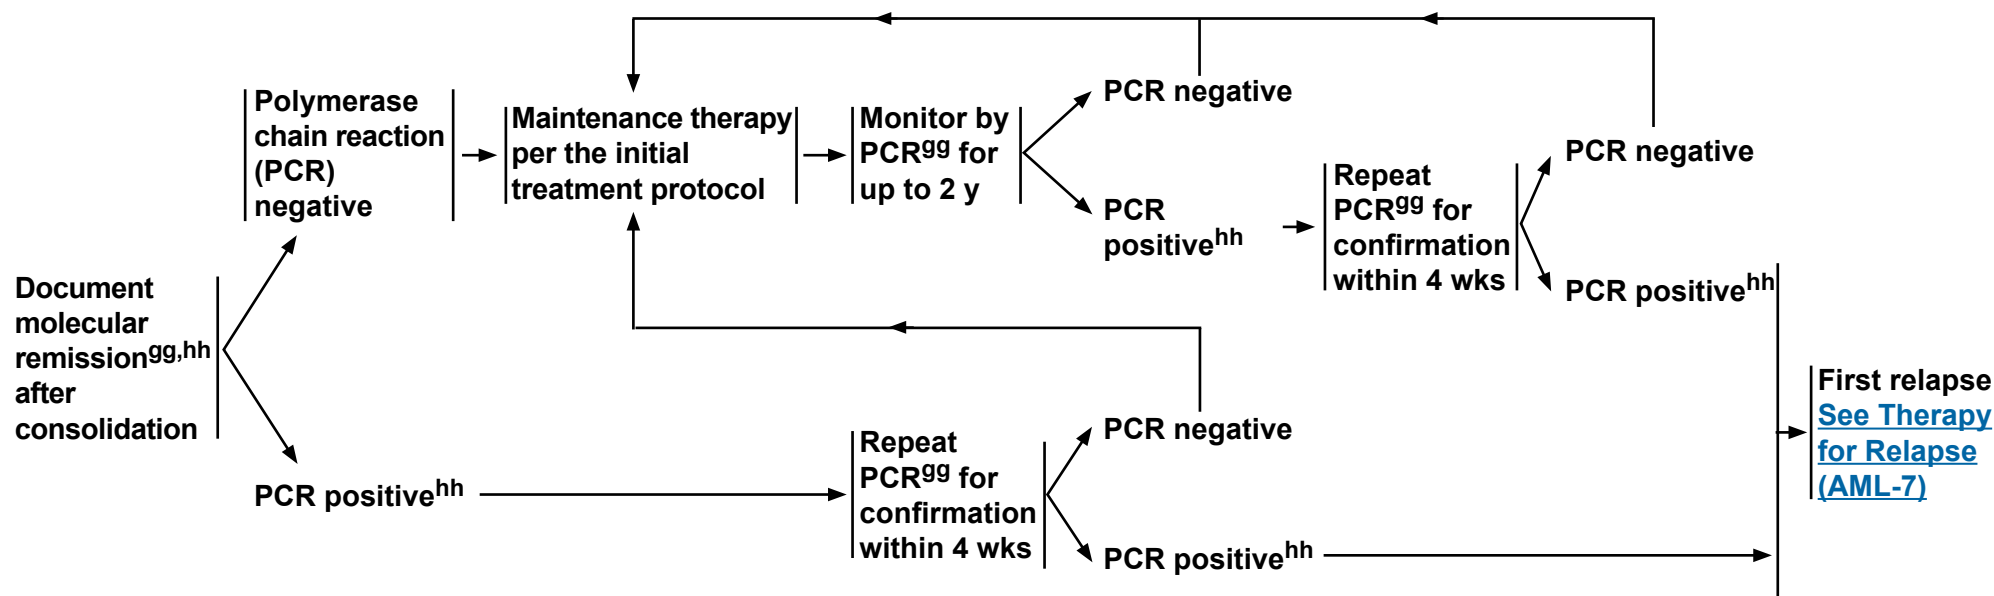 Document
molecular
remissiongg,hh
after
consolidation
Polymerase
chain reaction
(PCR)
negative
PCR positivehh
Maintenance therapy
per the initial
treatment protocol
Monitor by
PCRgg for
up to 2 y
PCR negative
PCR
positivehh
Repeat
PCRgg for
confirmation
within 4 wks
PCR negative
PCR positivehh
Repeat
PCRgg for
confirmation
within 4 wks
PCR negative
PCR positivehh
First relapse
See Therapy
for Relapse
(AML-7)